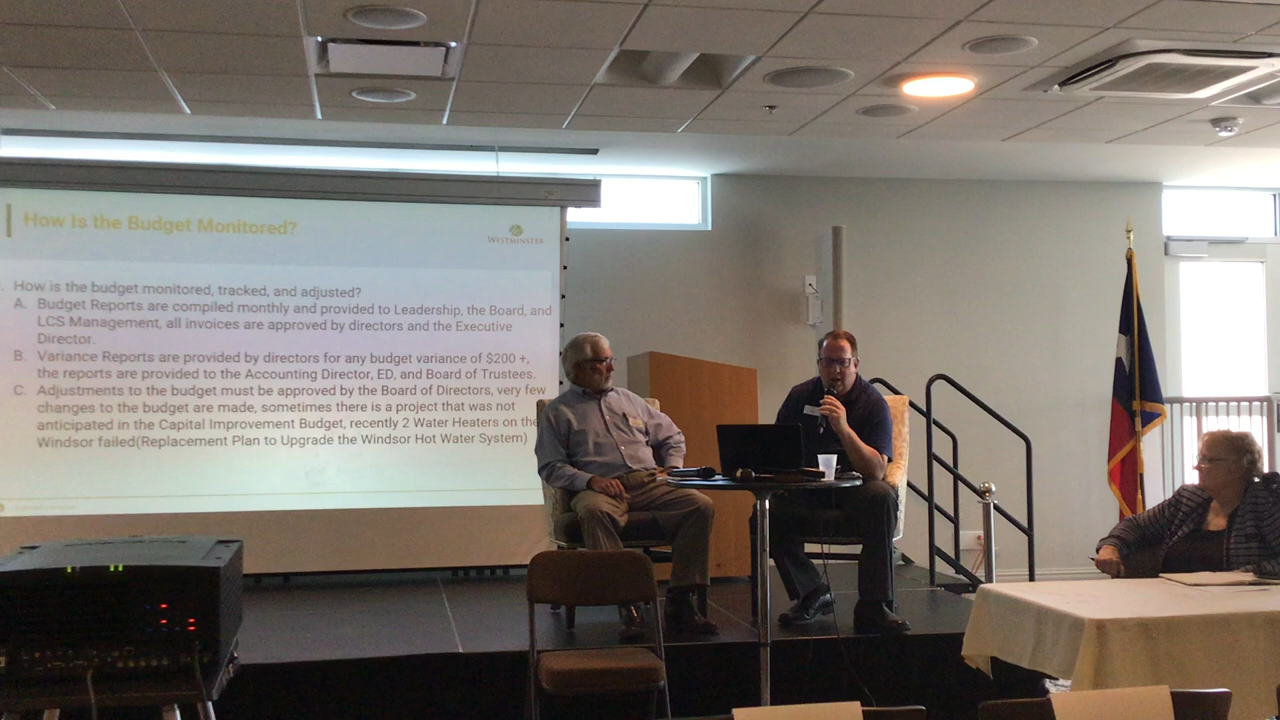 How Is the Budget Monitored?
WESTMINSTER
How is the budget monitored, tracked, and adjusted?
A. Budget Reports are compiled monthly and provided to Leadership, the Board, and
LCS Management, all invoices are approved by directors and the Executive
Director.
B. Variance Reports are provided by directors for any budget variance of $200 +,
the reports are provided to the Accounting Director, ED, and Board of Trustees.
C. Adjustments to the budget must be approved by the Board of Directors, very few
changes to the budget are made, sometimes there is a project that was not
anticipated in the Capital Improvement Budget, recently 2 Water Heaters on the
Windsor failed(Replacement Plan to Upgrade the Windsor Hot Water System)